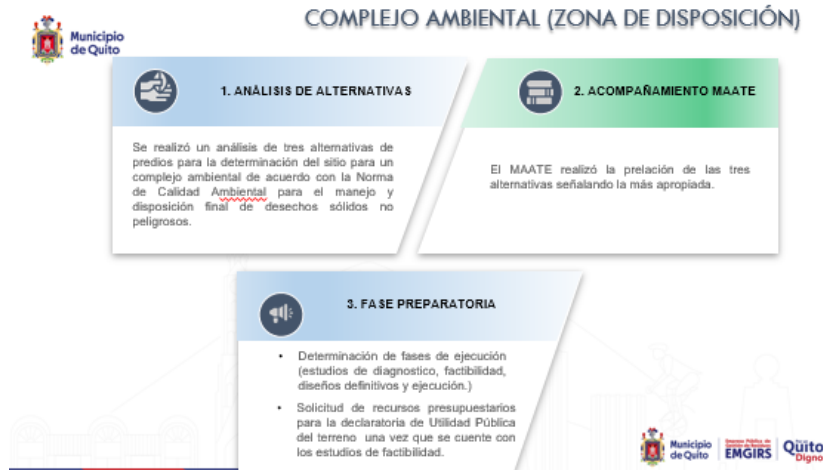 COMPLEJO AMBIENTAL (ZONA DE DISPOSICIÓN)
Municipio
de Quito
1. ANÁLISIS DE ALTERNATIVAS
Se realizó un análisis de tres alternativas de
predios para la determinación del sitio para un
complejo ambiental de acuerdo con la Norma
de Calidad Ambiental para el manejo y
disposición final de desechos sólidos no
peligrosos.
2. ACOMPAÑAMIENTO MAATE
El MAATE realizó la prelación de las tres
alternativas señalando la más apropiada.
3. FASE PREPARATORIA
• Determinación de fases de ejecución
(estudios de diagnostico, factibilidad,
diseños definitivos y ejecución.)
• Solicitud de recursos presupuestarios
para la declaratoria de Utilidad Pública
del terreno una vez que se cuente con
los estudios de factibilidad.
Municipio
de Quito
EMGIRS
Quito
Digno